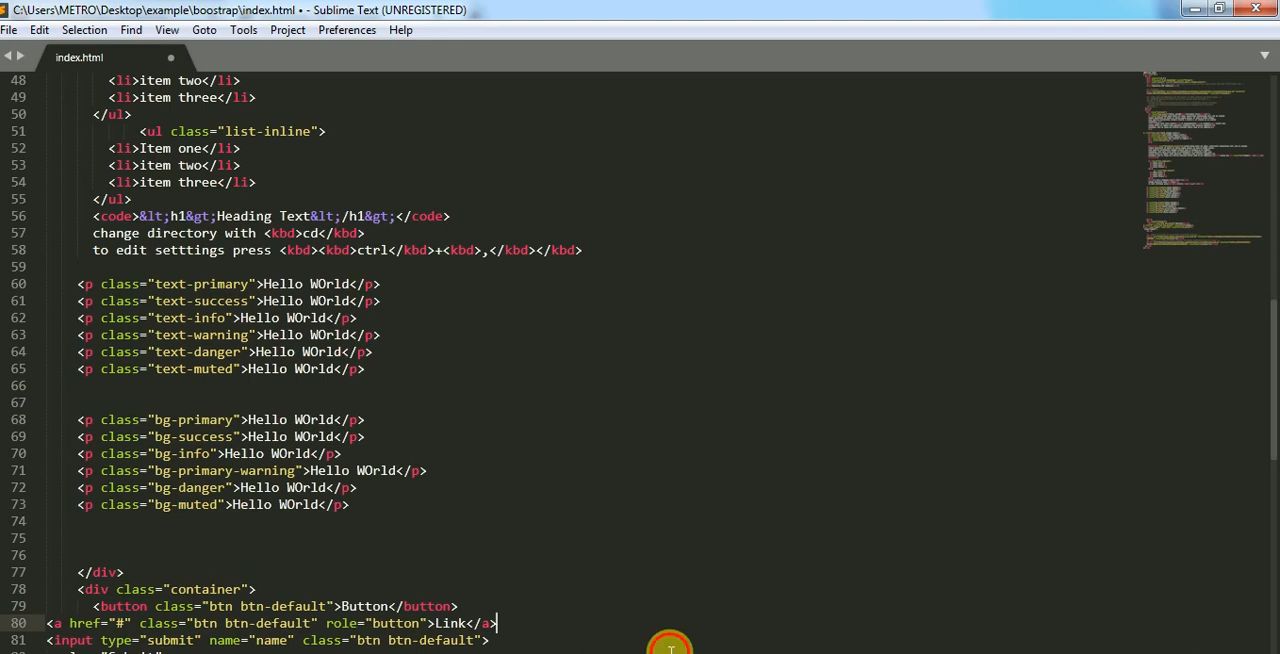 C:\Users\METRO\Desktop\example\boostrap\index.html • - Sublime Text (UNREGISTERED)
File Edit Selection Find View Goto Tools Project Preferences Help
index.html
48 <li>item two</li>
49 <li>item three</li>
50 </ul>
51 <ul class="list-inline">
52 <li>Item one</li>
53 <li>item two</li>
54 <li>item three</li>
55 </ul>
56 <code>&lt;h1&gt;Heading Text&lt;/h1&gt;</code>
57 change directory with <kbd>cd</kbd>
58 to edit setttings press <kbd><kbd>ctrl</kbd>+<kbd>,</kbd></kbd>
59
60 <p class="text-primary">Hello WOrld</p>
61 <p class="text-success">Hello WOrld</p>
62 <p class="text-info">Hello WOrld</p>
63 <p class="text-warning">Hello WOrld</p>
64 <p class="text-danger">Hello WOrld</p>
65 <p class="text-muted">Hello WOrld</p>
66
67
68 <p class="bg-primary">Hello WOrld</p>
69 <p class="bg-success">Hello WOrld</p>
70 <p class="bg-info">Hello WOrld</p>
71 <p class="bg-primary-warning">Hello WOrld</p>
72 <p class="bg-danger">Hello WOrld</p>
73 <p class="bg-muted">Hello WOrld</p>
74
75
76
77 </div>
78 <div class="container">
79 <button class="btn btn-default">Button</button>
80 <a href="#" class="btn btn-default" role="button">Link</a>
81 <input type="submit" name="name" class="btn btn-default">